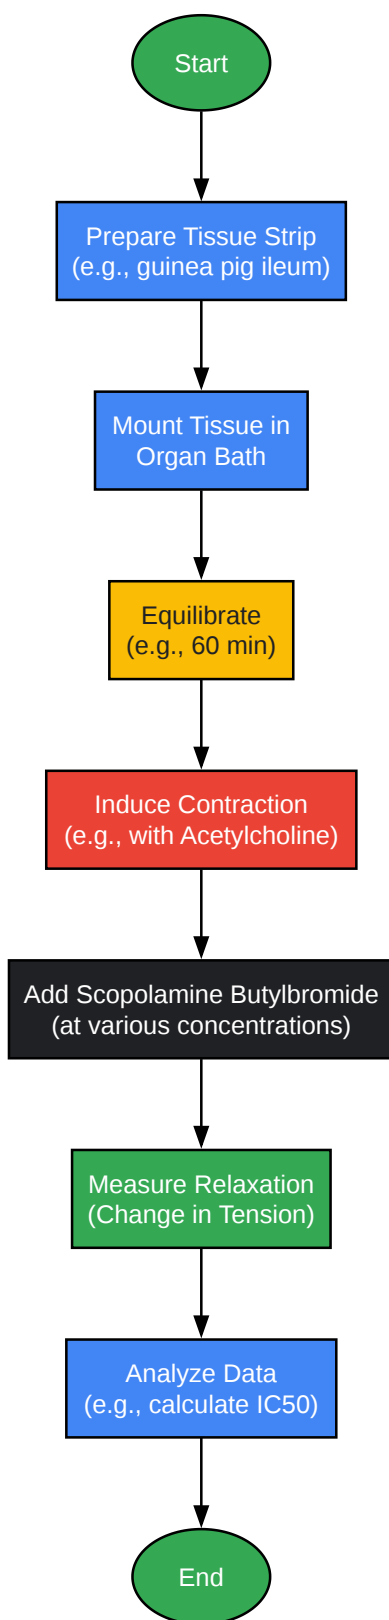 Start
Prepare Tissue Strip
(e.g., guinea pig ileum)
Mount Tissue in
Organ Bath
Equilibrate
(e.g., 60 min)
Induce Contraction
(e.g., with Acetylcholine)
Add Scopolamine Butylbromide
(at various concentrations)
Measure Relaxation
(Change in Tension)
Analyze Data
(e.g., calculate IC50)
End